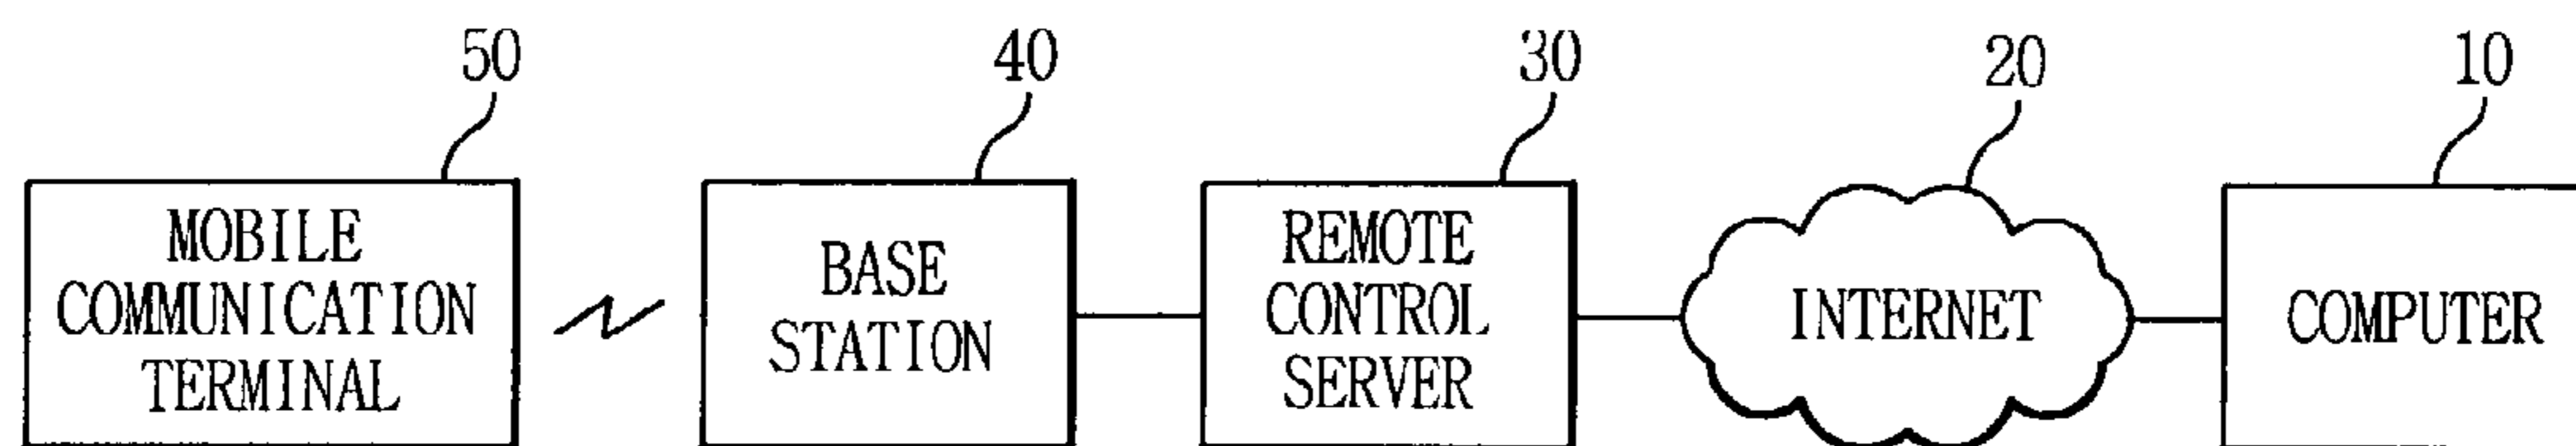 50
40
30
20
10
MOBILE
COMMUNICATION
TERMINAL
BASE
STATION
REMOTE
CONTROL
SERVER
INTERNET
COMPUTER